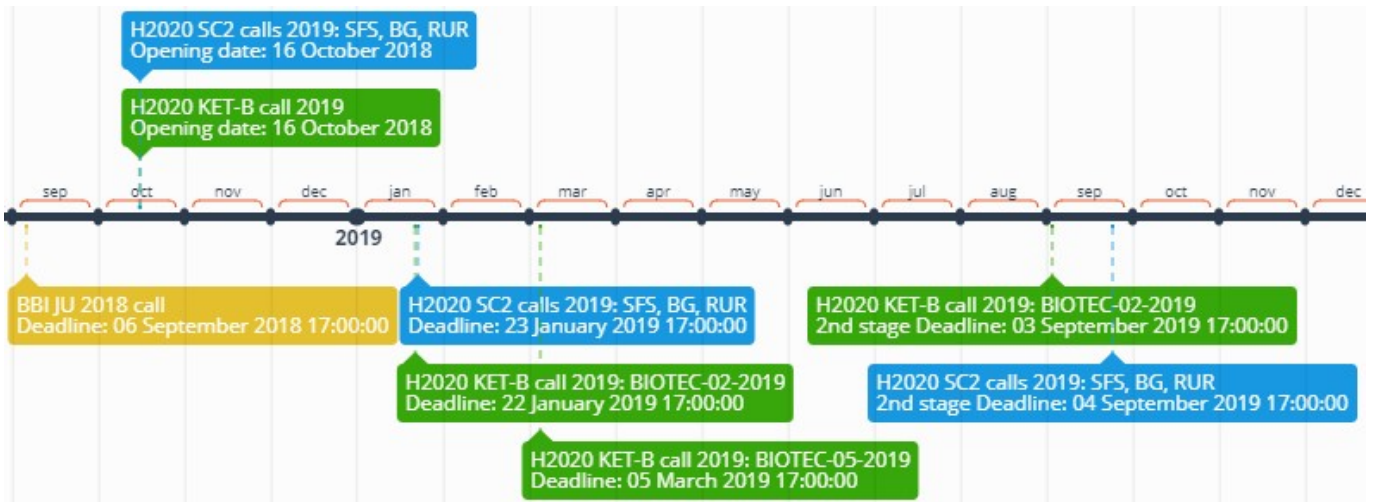 H2020 SC2 calls 2019: SFS, BG, RUR
Opening date: 16 October 2018
H2020 KET-B call 2019
Opening date: 16 October 2018
sep oct nov dec jan feb mar apr may jun jul aug sep oct nov dec
2019
BBI JU 2018 call
Deadline: 06 September 2018 17:00:00
H2020 SC2 calls 2019: SFS, BG, RUR
Deadline: 23 January 2019 17:00:00
H2020 KET-B call 2019: BIOTEC-02-2019
2nd stage Deadline: 03 September 2019 17:00:00
H2020 KET-B call 2019: BIOTEC-02-2019
Deadline: 22 January 2019 17:00:00
H2020 SC2 calls 2019: SFS, BG, RUR
2nd stage Deadline: 04 September 2019 17:00:00
H2020 KET-B call 2019: BIOTEC-05-2019
Deadline: 05 March 2019 17:00:00